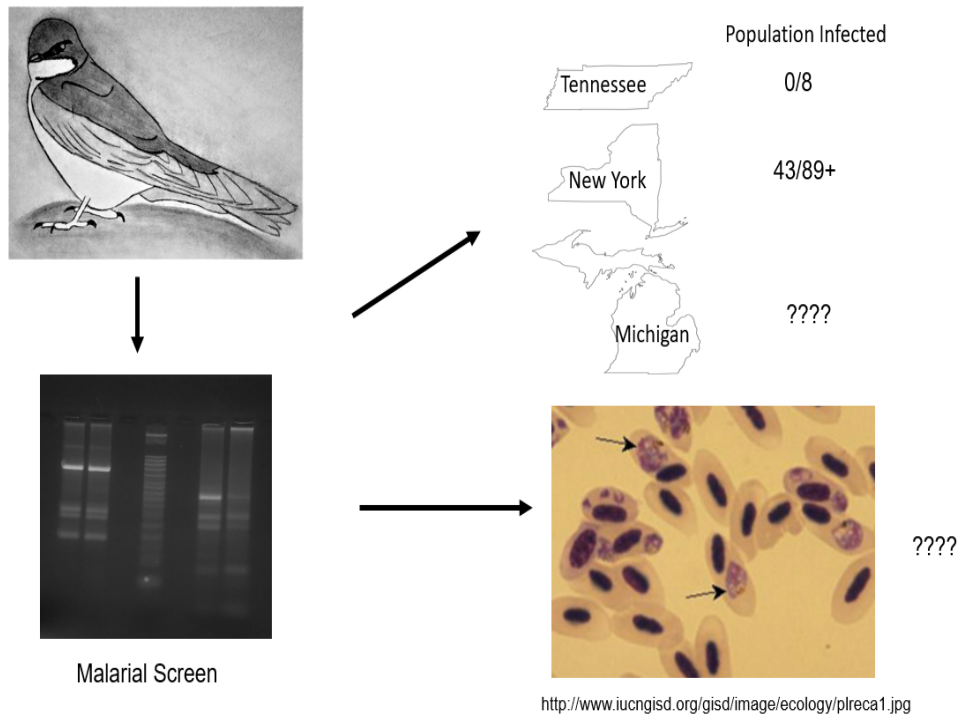 Population Infected
Tennessee
0/8
New York
43/89+
Michigan
????
????
Malarial Screen
http://www.iucngisd.org/gisd/image/ecology/plreca1.jpg